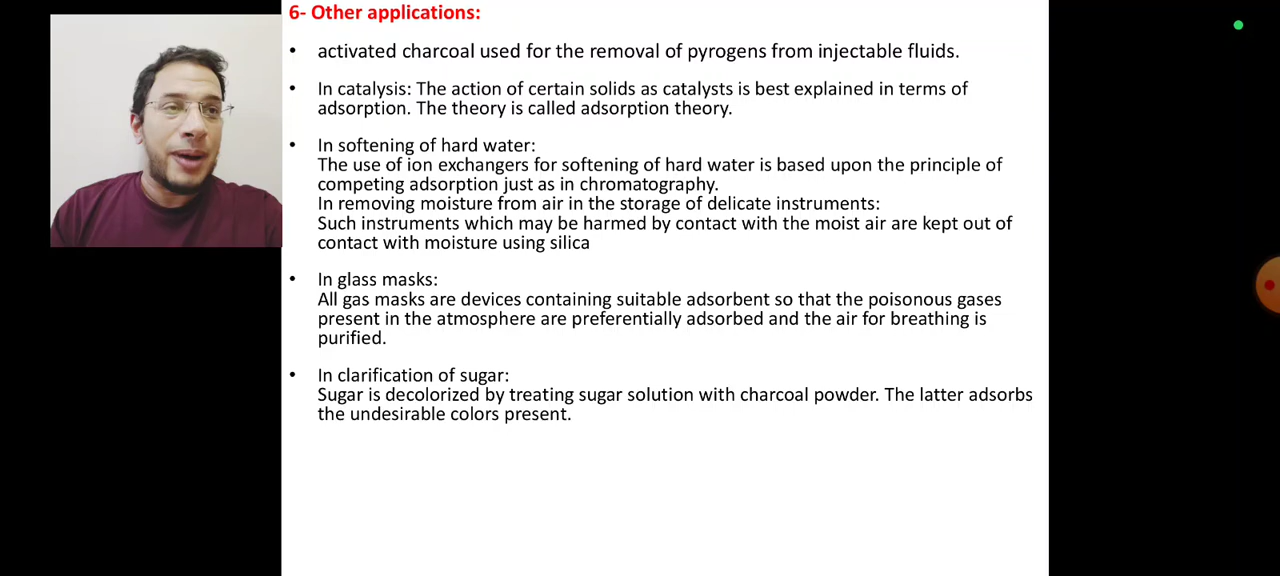 6- Other applications:
• activated charcoal used for the removal of pyrogens from injectable fluids.
• In catalysis: The action of certain solids as catalysts is best explained in terms of
adsorption. The theory is called adsorption theory.
• In softening of hard water:
The use of ion exchangers for softening of hard water is based upon the principle of
competing adsorption just as in chromatography.
In removing moisture from air in the storage of delicate instruments:
Such instruments which may be harmed by contact with the moist air are kept out of
contact with moisture using silica
• In glass masks:
All gas masks are devices containing suitable adsorbent so that the poisonous gases
present in the atmosphere are preferentially adsorbed and the air for breathing is
purified.
• In clarification of sugar:
Sugar is decolorized by treating sugar solution with charcoal powder. The latter adsorbs
the undesirable colors present.